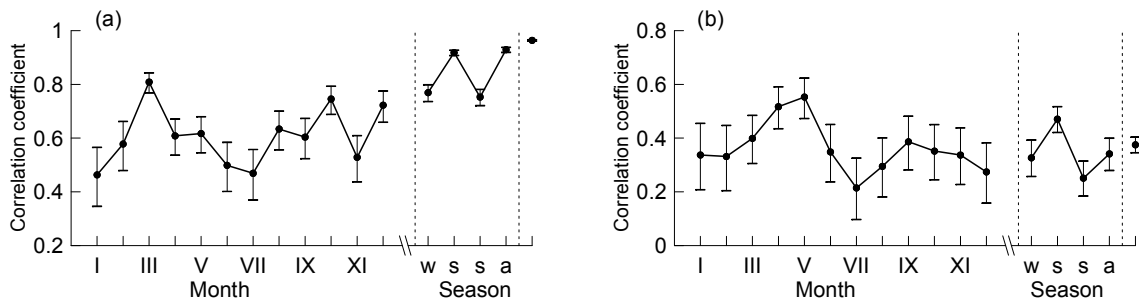 (a)
Correlation coefficient
1
0.8
0.6
0.4
0.2
I III V VII IX XI w s s a
Month Season
(b)
Correlation coefficient
0.8
0.6
0.4
0.2
0
I III V VII IX XI w s s a
Month Season